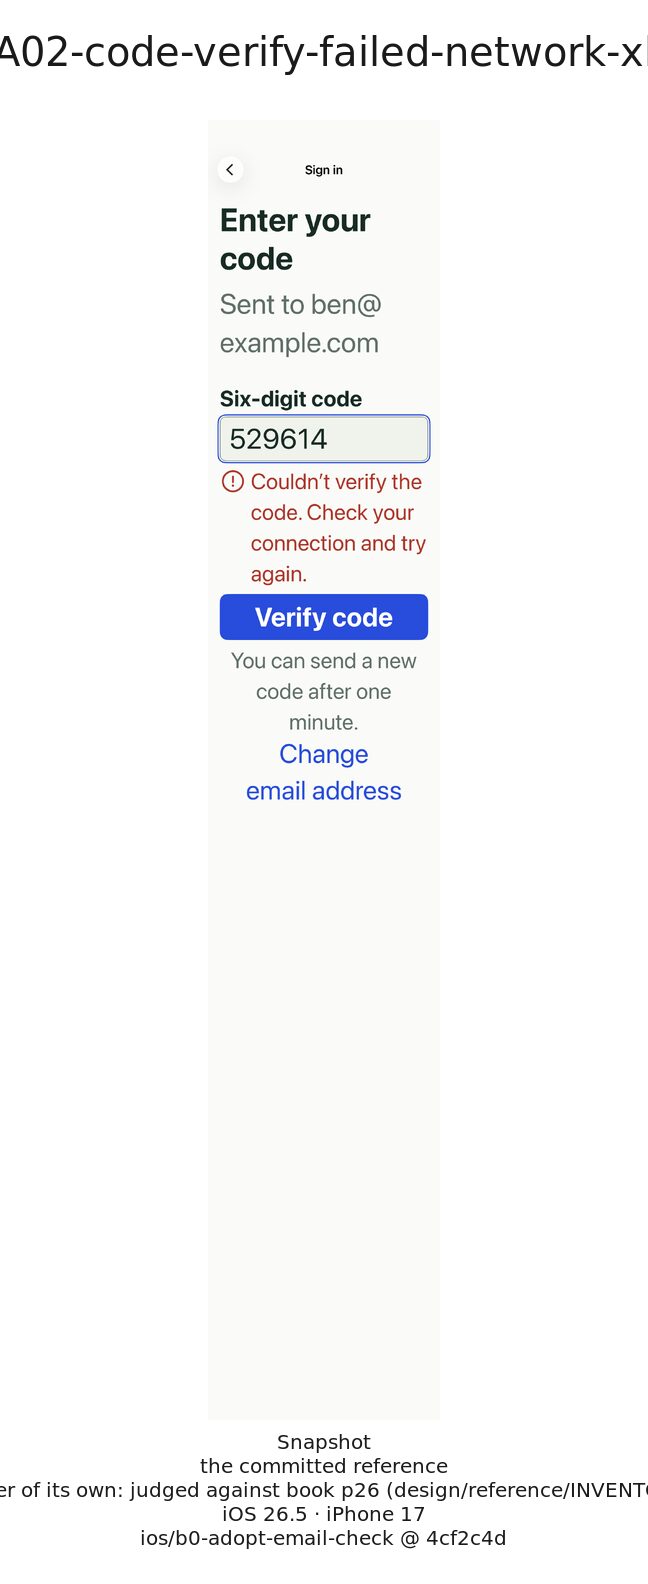 A02-code-verify-failed-network-x
Sign in
Enter your
code
Sent to ben@
example.com
Six-digit code
529614
Couldn’t verify the
code. Check your
connection and try
again.
Verify code
You can send a new
code after one
minute.
Change
email address
Snapshot
the committed reference
er of its own: judged against book p26 (design/reference/INVENT
iOS 26.5 · iPhone 17
ios/b0-adopt-email-check @ 4cf2c4d